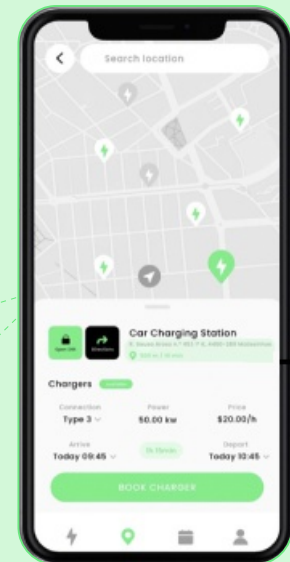 Search location
Open 24h
Directions
Car Charging Station
Chargers
Connection Power Price
Type 3 50.00 kw $20.00/h
Arrive Depart
Today 09:45 Today 10:45
BOOK CHARGER